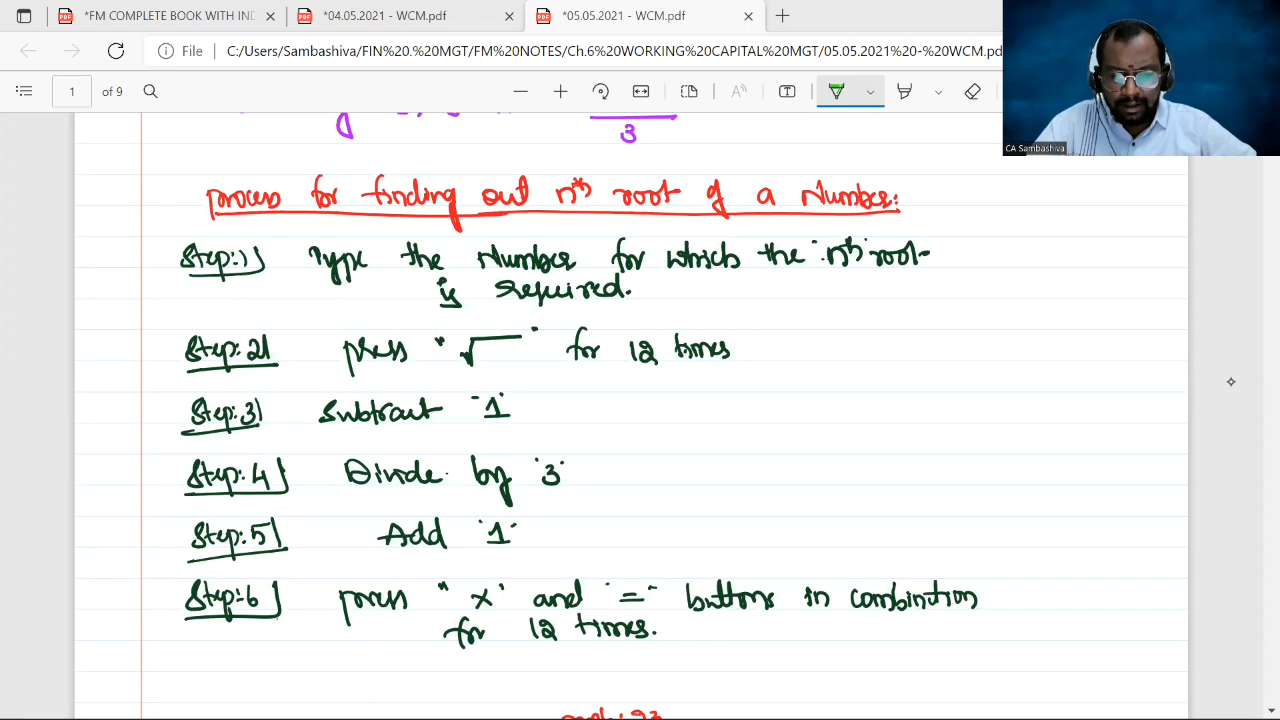 *FM COMPLETE BOOK WITH IND
*04.05.2021 - WCM.pdf
*05.05.2021 - WCM.pdf
File
C:/Users/Sambashiva/FIN%20.%20MGT/FM%20NOTES/Ch.6%20WORKING%20CAPITAL%20MGT/05.05.2021%20-%20WCM.pd
1 of 9
CA Sambashiva
3
process for finding out nth root of a Number:
Step:1) Type the Number for which the "nth" root
is required.
Step:2) press "√" for 12 times
Step:3) Subtract "1"
Step:4) Divide by "3"
Step:5) Add "1"
Step:6) press "x" and "=" buttons in combintion
for 12 times.